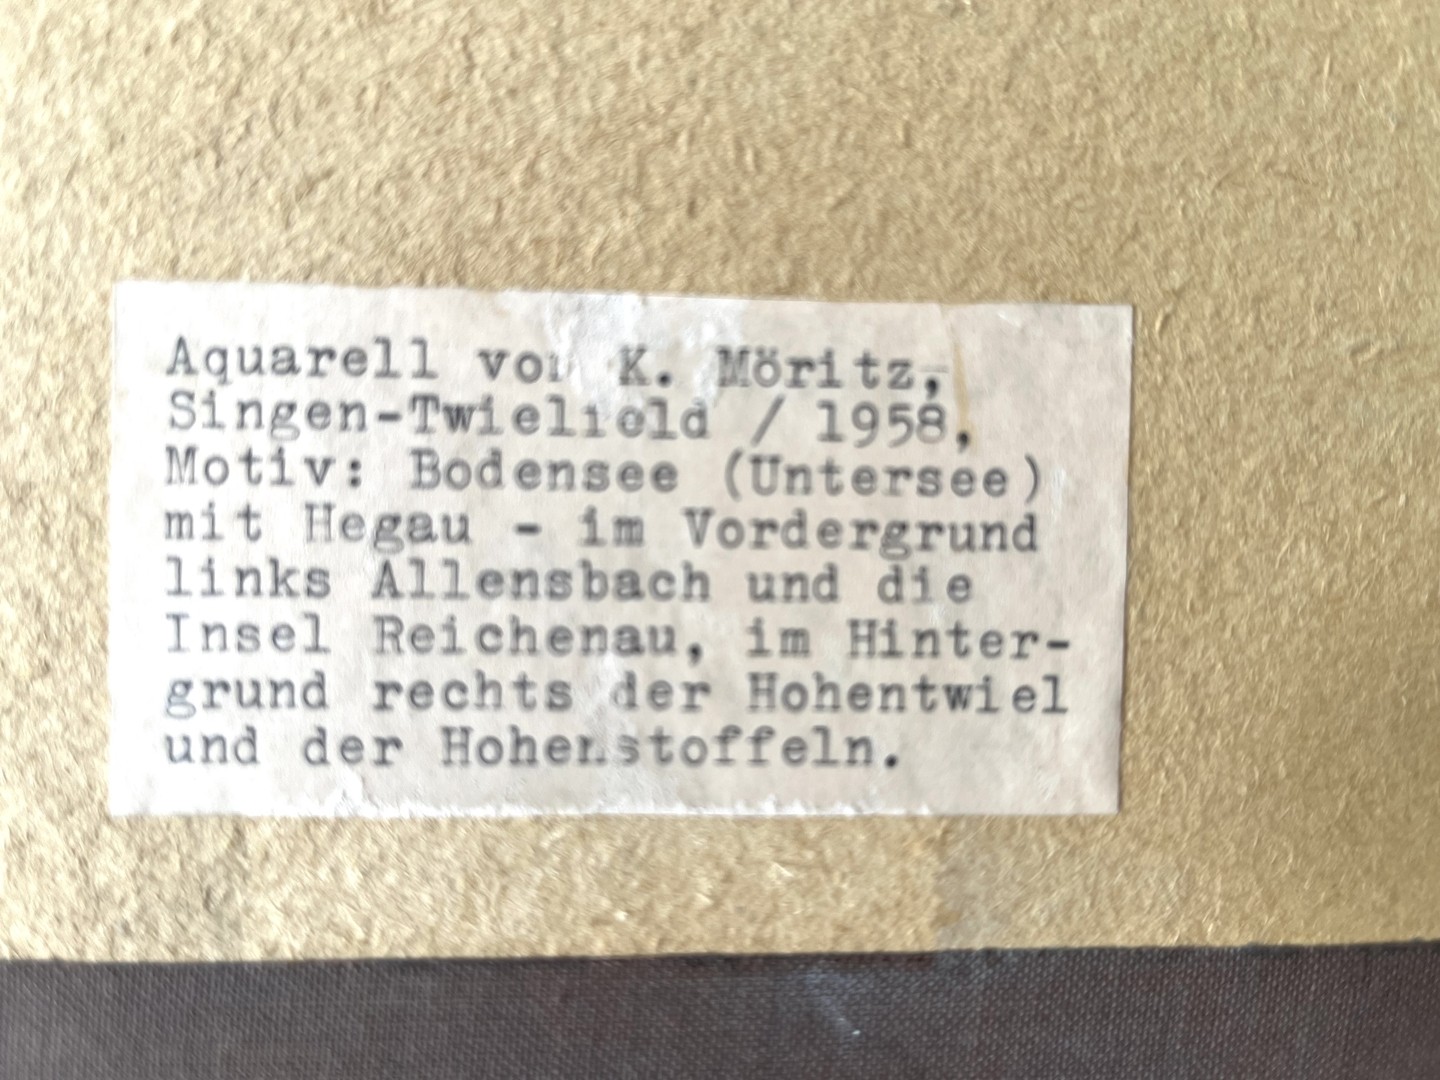 Aquarell von K. Möritz,
Singen-Twielfeld / 1958,
Motiv: Bodensee (Untersee)
mit Hegau - im Vordergrund
links Allensbach und die
Insel Reichenau, im Hinter-
grund rechts der Hohentwiel
und der Hohenstoffeln.